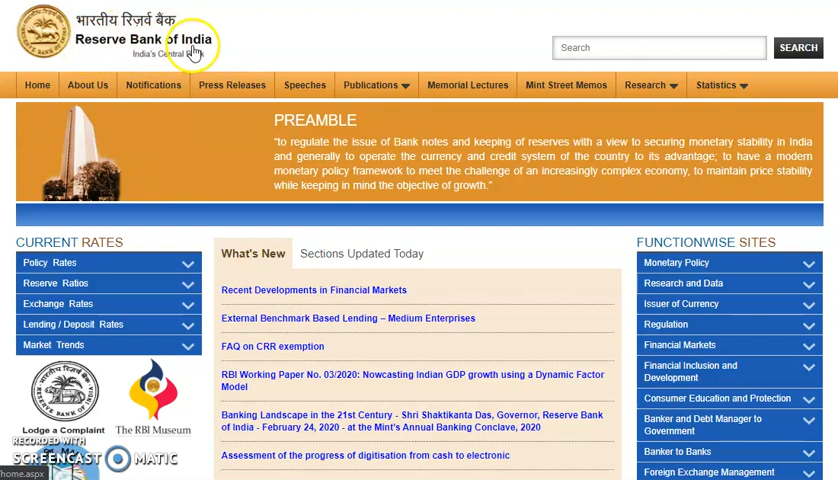 भारतीय रिज़र्व बैंक
Reserve Bank of India
India's Central
Search
SEARCH
Home
About Us
Notifications
Press Releases
Speeches
Publications
Memorial Lectures
Mint Street Memos
Research
Statistics
PREAMBLE
"to regulate the issue of Bank notes and keeping of reserves with a view to securing monetary stability in India
and generally to operate the currency and credit system of the country to its advantage; to have a modern
monetary policy framework to meet the challenge of an increasingly complex economy, to maintain price stability
while keeping in mind the objective of growth."
CURRENT RATES
Policy Rates
Reserve Ratios
Exchange Rates
Lending / Deposit Rates
Market Trends
Lodge a Complaint
The RBI Museum
RECORDED WITH
SCREENCAST MATIC
home.aspx
What's New
Sections Updated Today
Recent Developments in Financial Markets
External Benchmark Based Lending – Medium Enterprises
FAQ on CRR exemption
RBI Working Paper No. 03/2020: Nowcasting Indian GDP growth using a Dynamic Factor
Model
Banking Landscape in the 21st Century - Shri Shaktikanta Das, Governor, Reserve Bank
of India - February 24, 2020 - at the Mint's Annual Banking Conclave, 2020
Assessment of the progress of digitisation from cash to electronic
FUNCTIONWISE SITES
Monetary Policy
Research and Data
Issuer of Currency
Regulation
Financial Markets
Financial Inclusion and
Development
Consumer Education and Protection
Banker and Debt Manager to
Government
Banker to Banks
Foreign Exchange Management